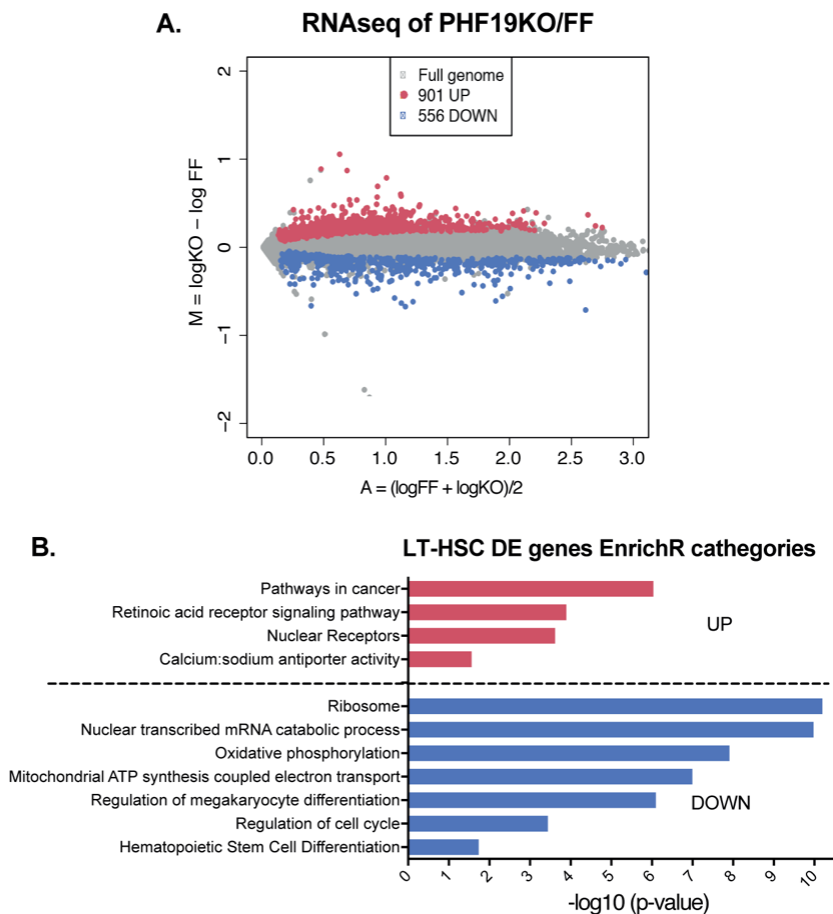 A.
RNAseq of PHF19KO/FF
Full genome
901 UP
556 DOWN
M = logKO − log FF
2
1
0
−1
−2
0.0 0.5 1.0 1.5 2.0 2.5 3.0
A = (logFF + logKO)/2
B.
LT-HSC DE genes EnrichR cathegories
Pathways in cancer
Retinoic acid receptor signaling pathway
Nuclear Receptors
Calcium:sodium antiporter activity
UP
Ribosome
Nuclear transcribed mRNA catabolic process
Oxidative phosphorylation
Mitochondrial ATP synthesis coupled electron transport
Regulation of megakaryocyte differentiation
Regulation of cell cycle
Hematopoietic Stem Cell Differentiation
DOWN
0 1 2 3 4 5 6 7 8 9 10
-log10 (p-value)